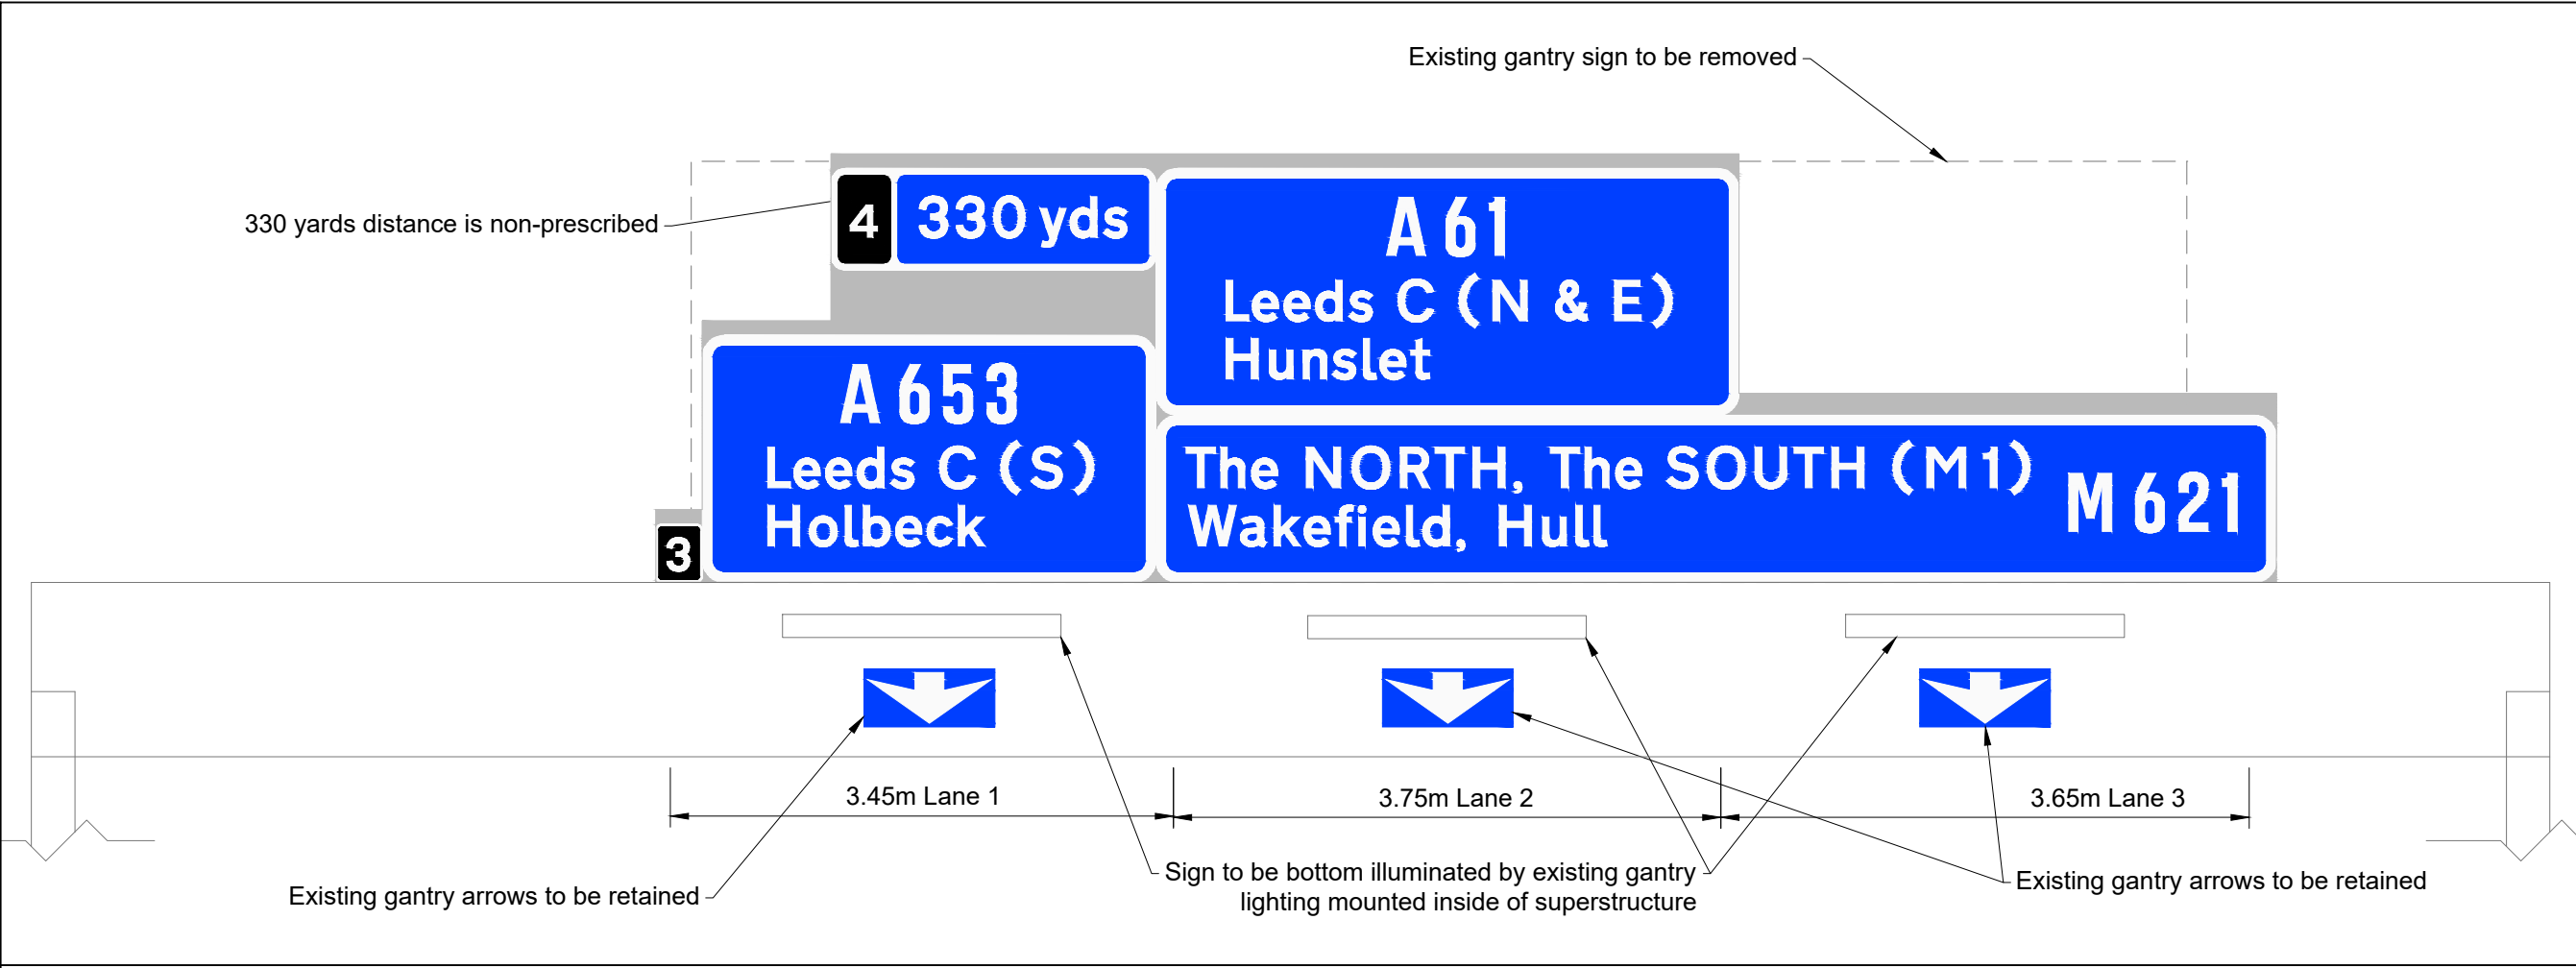 Existing gantry sign to be removed
330 yards distance is non-prescribed
4
330 yds
A 61
Leeds C (N & E)
Hunslet
A 653
Leeds C (S)
Holbeck
3
The NORTH, The SOUTH (M 1)
Wakefield, Hull
M 621
3.45m Lane 1
3.75m Lane 2
3.65m Lane 3
Existing gantry arrows to be retained
Sign to be bottom illuminated by existing gantry
lighting mounted inside of superstructure
Existing gantry arrows to be retained